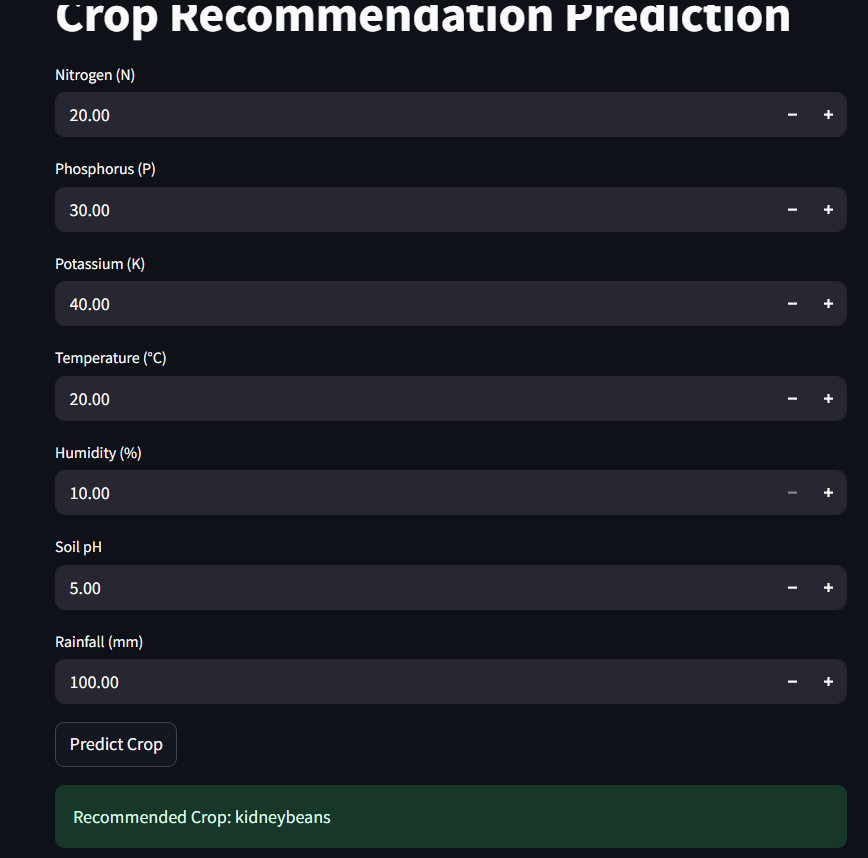 Crop Recommendation Prediction
Nitrogen (N)
20.00
Phosphorus (P)
30.00
Potassium (K)
40.00
Temperature (°C)
20.00
Humidity (%)
10.00
Soil pH
5.00
Rainfall (mm)
100.00
Predict Crop
Recommended Crop: kidneybeans